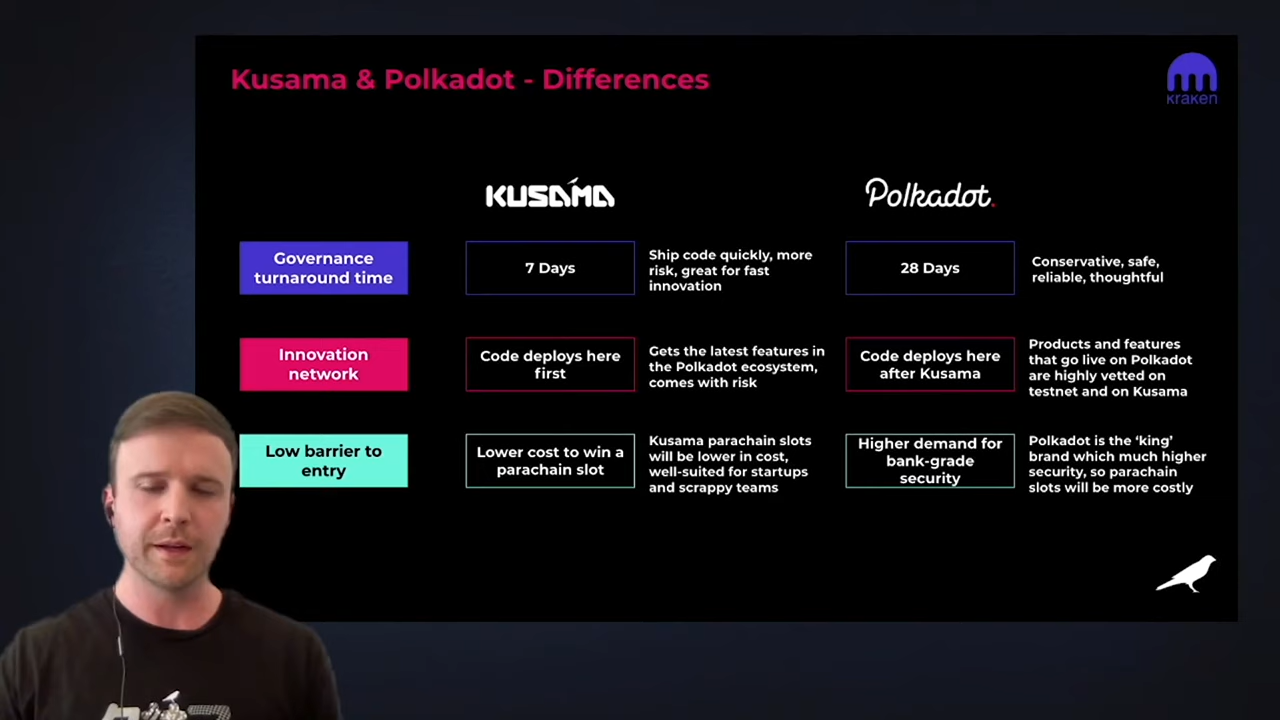 Kusama & Polkadot - Differences
kraken
KUSAMA
Polkadot.
Governance
turnaround time
7 Days
Ship code quickly, more
risk, great for fast
innovation
28 Days
Conservative, safe,
reliable, thoughtful
Innovation
network
Code deploys here
first
Gets the latest features in
the Polkadot ecosystem,
comes with risk
Code deploys here
after Kusama
Products and features
that go live on Polkadot
are highly vetted on
testnet and on Kusama
Low barrier to
entry
Lower cost to win a
parachain slot
Kusama parachain slots
will be lower in cost,
well-suited for startups
and scrappy teams
Higher demand for
bank-grade
security
Polkadot is the ‘king’
brand which much higher
security, so parachain
slots will be more costly